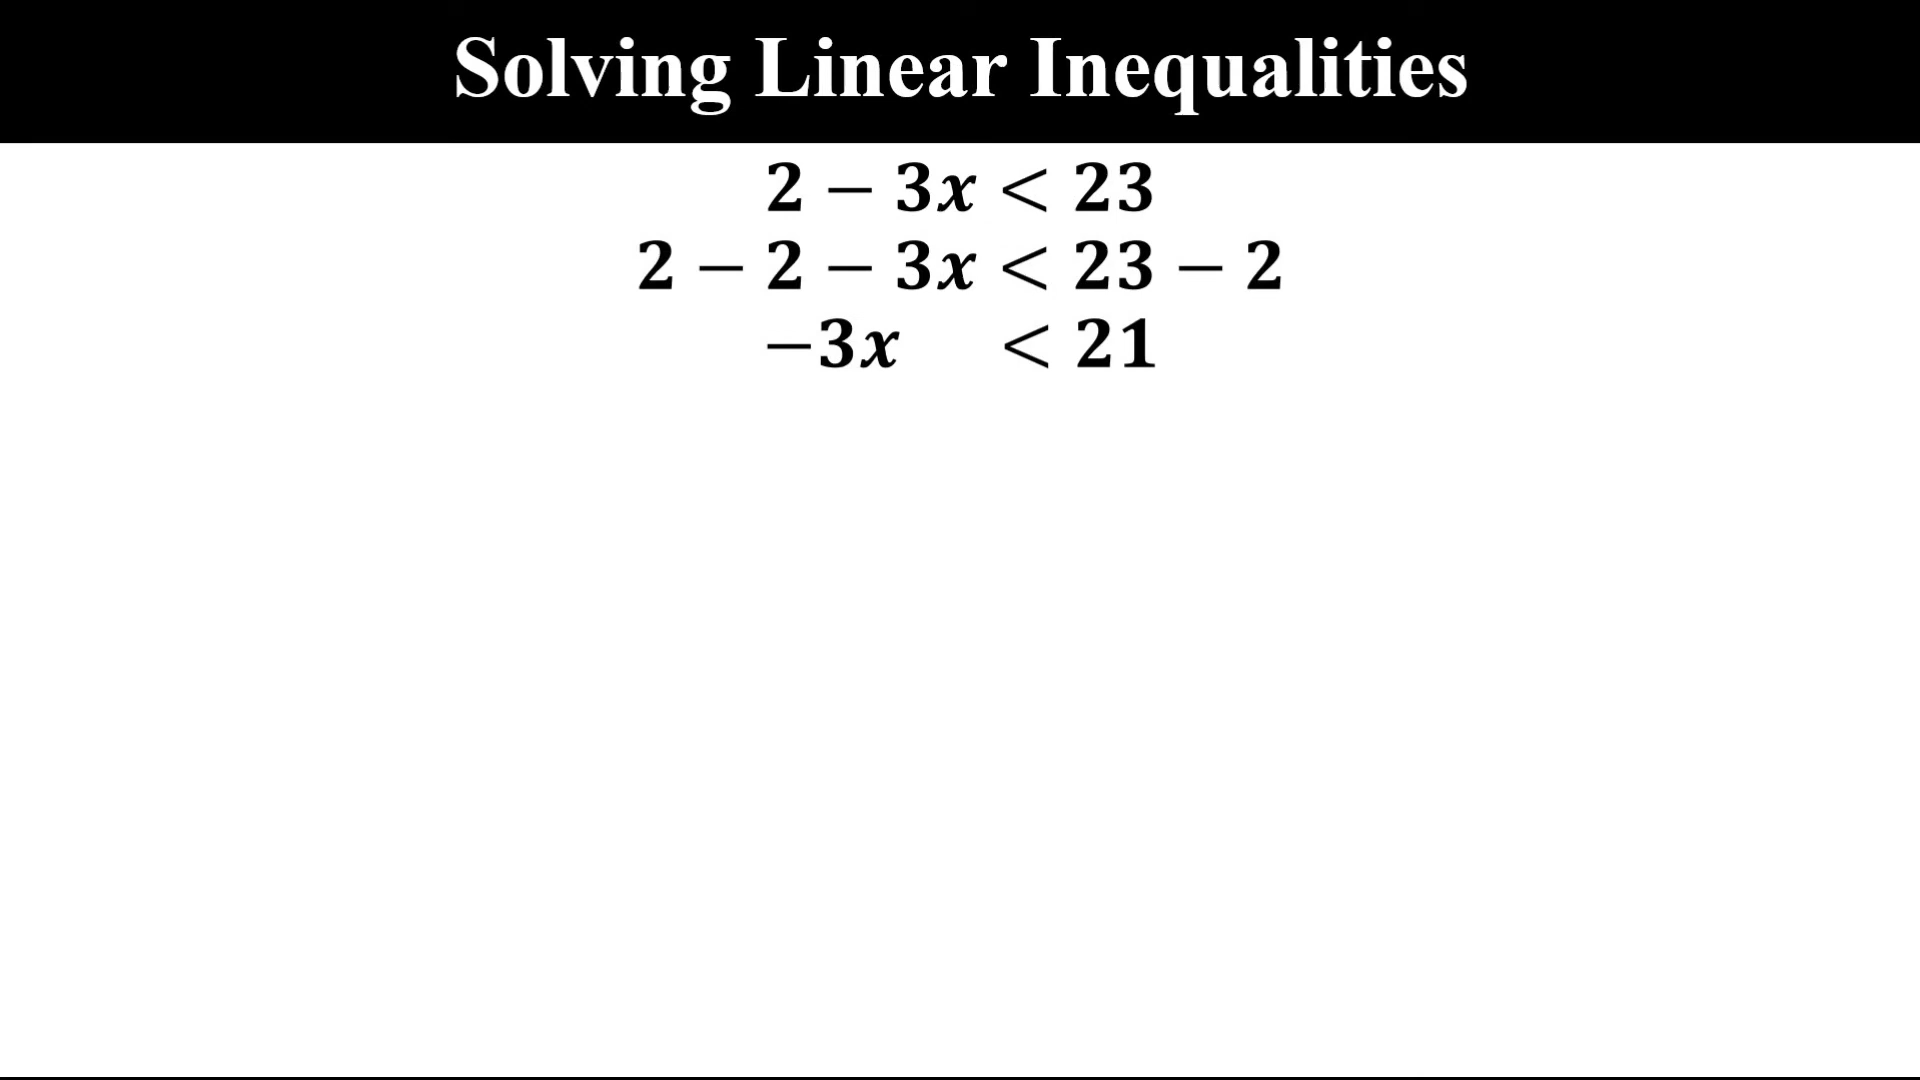 Solving Linear Inequalities
2 − 3x < 23
2 − 2 − 3x < 23 − 2
−3x < 21